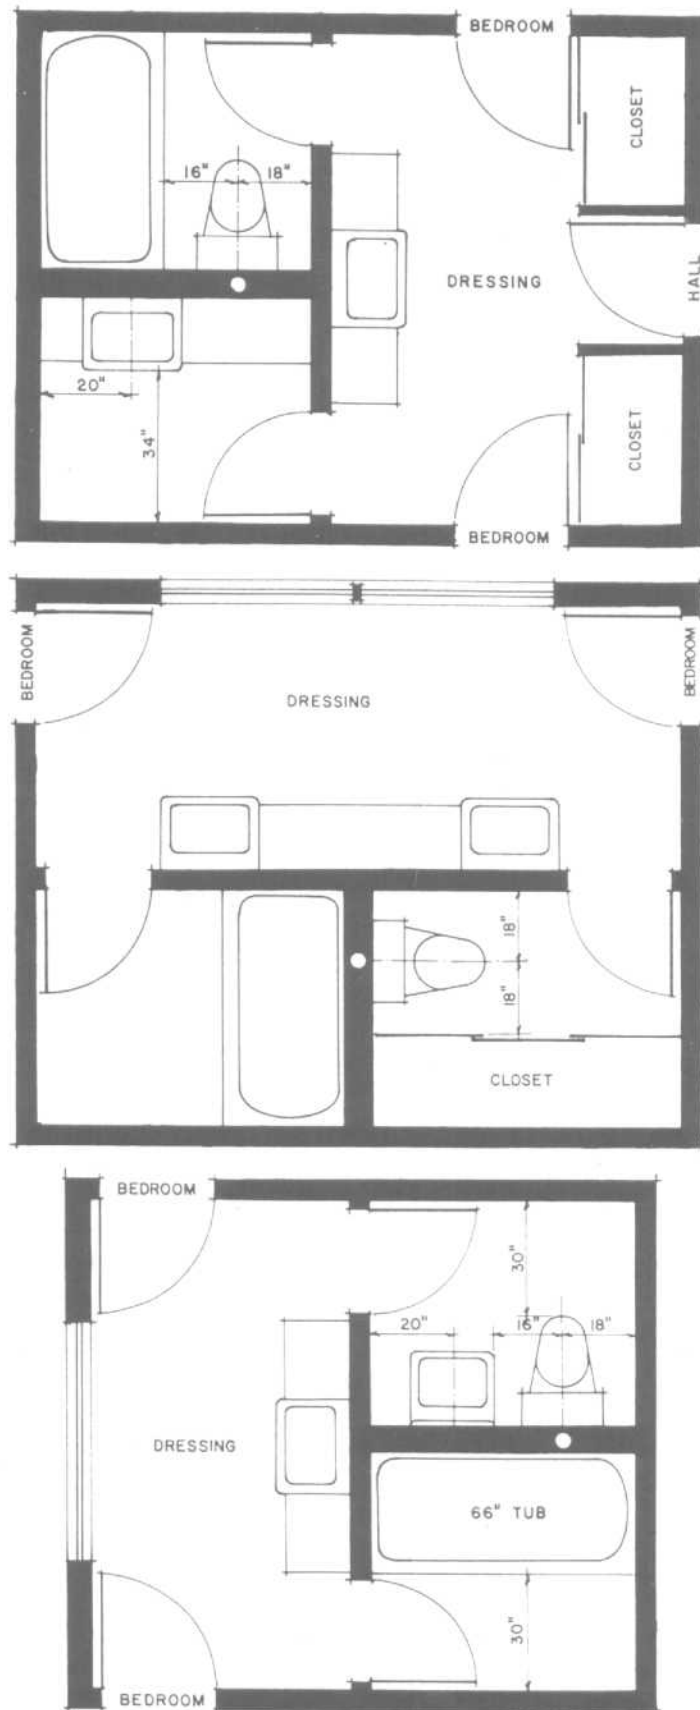 BEDROOM
CLOSET
16" 18"
DRESSING
HALL
20"
34"
CLOSET
BEDROOM
BEDROOM
BEDROOM
DRESSING
18"
18"
CLOSET
BEDROOM
30"
20" 16" 18"
DRESSING
66" TUB
30"
BEDROOM